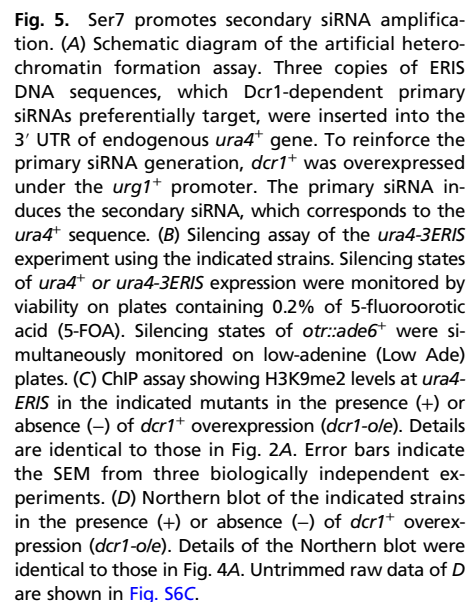 Fig. 5. Ser7 promotes secondary siRNA amplifica-
tion. (A) Schematic diagram of the artificial hetero-
chromatin formation assay. Three copies of ERIS
DNA sequences, which Dcr1-dependent primary
siRNAs preferentially target, were inserted into the
3′ UTR of endogenous ura4⁺ gene. To reinforce the
primary siRNA generation, dcr1⁺ was overexpressed
under the urg1⁺ promoter. The primary siRNA in-
duces the secondary siRNA, which corresponds to the
ura4⁺ sequence. (B) Silencing assay of the ura4-3ERIS
experiment using the indicated strains. Silencing states
of ura4⁺ or ura4-3ERIS expression were monitored by
viability on plates containing 0.2% of 5-fluoroorotic
acid (5-FOA). Silencing states of otr::ade6⁺ were si-
multaneously monitored on low-adenine (Low Ade)
plates. (C) ChIP assay showing H3K9me2 levels at ura4-
ERIS in the indicated mutants in the presence (+) or
absence (−) of dcr1⁺ overexpression (dcr1-o/e). Details
are identical to those in Fig. 2A. Error bars indicate
the SEM from three biologically independent ex-
periments. (D) Northern blot of the indicated strains
in the presence (+) or absence (−) of dcr1⁺ overex-
pression (dcr1-o/e). Details of the Northern blot were
identical to those in Fig. 4A. Untrimmed raw data of D
are shown in Fig. S6C.